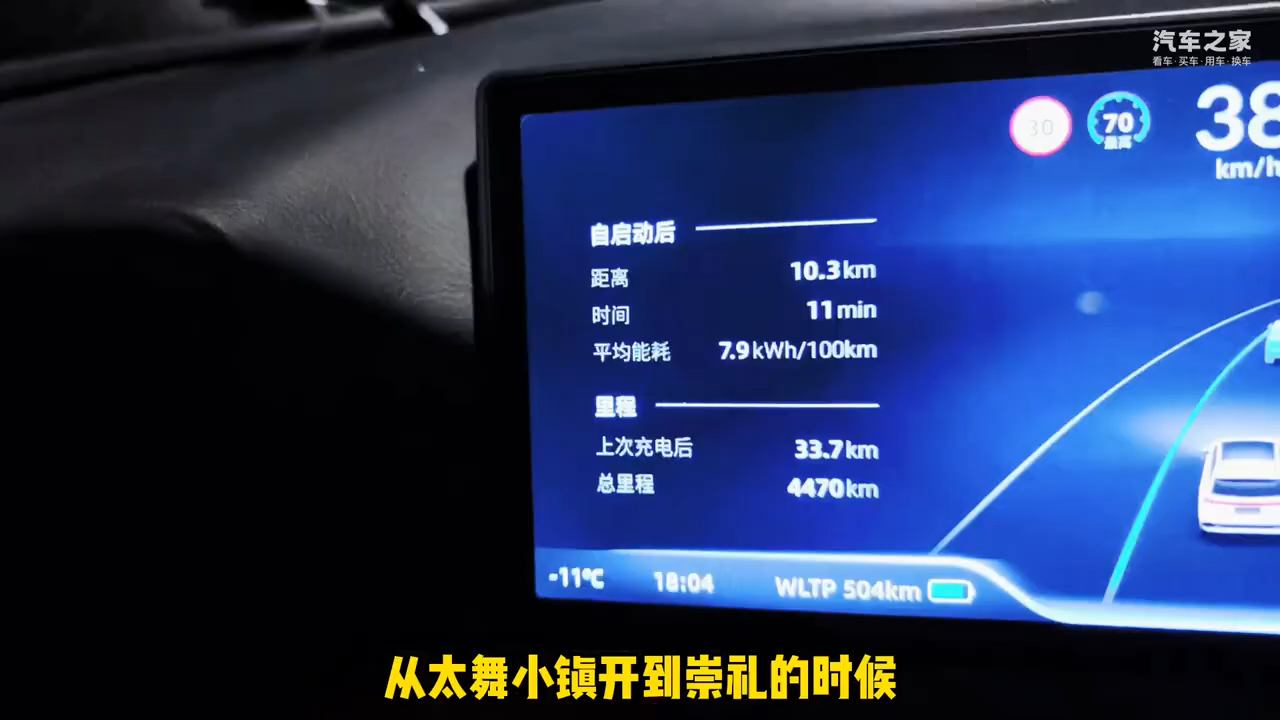 汽车之家
看车·买车·用车·换车
30
70
最高
38
km/h
自启动后
距离 10.3km
时间 11min
平均能耗 7.9kWh/100km
里程
上次充电后 33.7km
总里程 4470km
-11℃ 18:04 WLTP 504km
从太舞小镇开到崇礼的时候